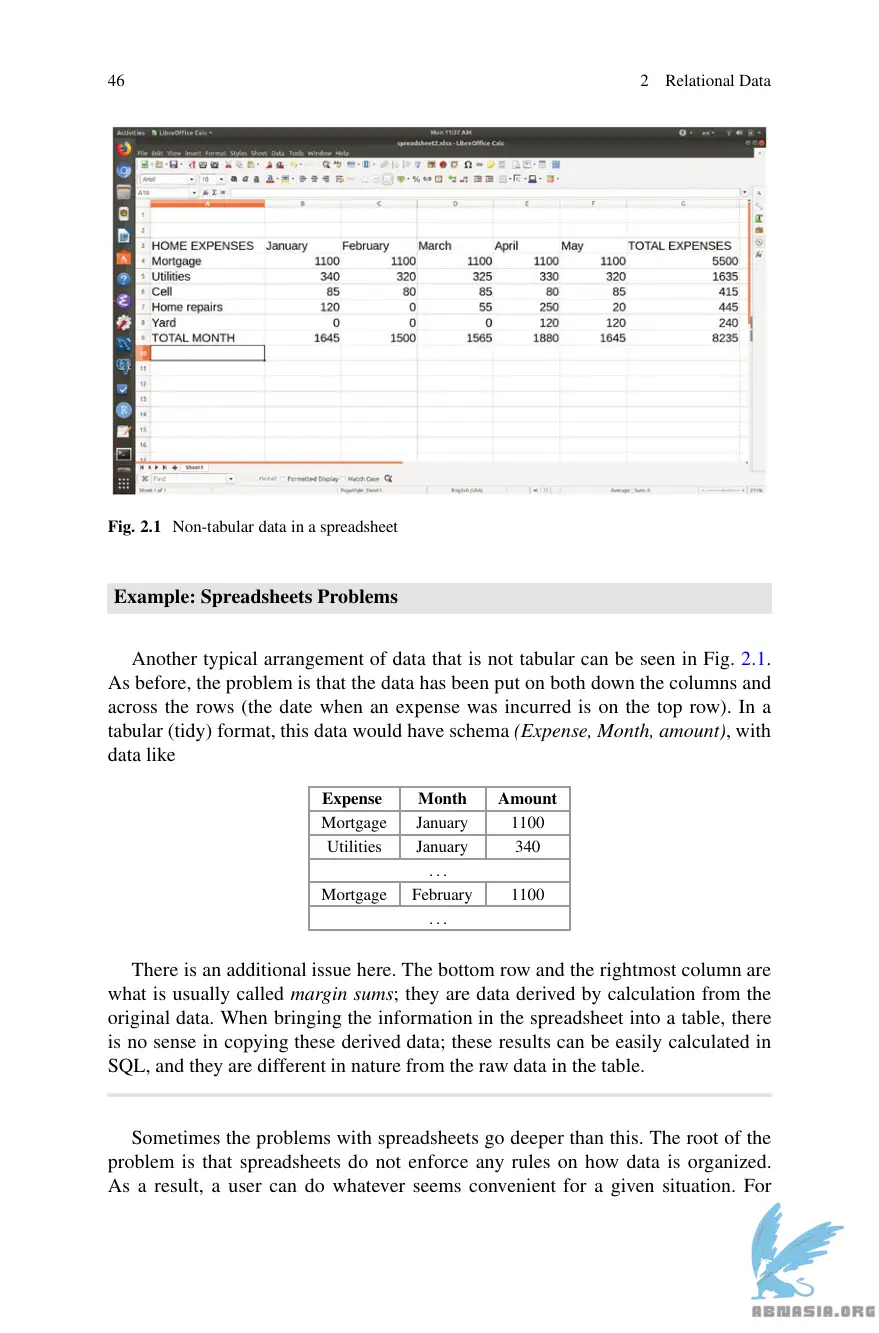 46 2 Relational Data
Activities LibreOffice Calc Mon 11:37 AM en
spreadsheet2.xlsx - LibreOffice Calc
File Edit View Insert Format Styles Sheet Data Tools Window Help
Arial 10
A10
A B C D E F G
1
2
3 HOME EXPENSES January February March April May TOTAL EXPENSES
4 Mortgage 1100 1100 1100 1100 1100 5500
5 Utilities 340 320 325 330 320 1635
6 Cell 85 80 85 80 85 415
7 Home repairs 120 0 55 250 20 445
8 Yard 0 0 0 120 120 240
9 TOTAL MONTH 1645 1500 1565 1880 1645 8235
10
11
12
13
14
15
16
Sheet1
Find Formatted Display Match Case
Sheet 1 of 1 PageStyle_Sheet1 English (USA) Average: ; Sum: 0
Fig. 2.1 Non-tabular data in a spreadsheet
Example: Spreadsheets Problems
Another typical arrangement of data that is not tabular can be seen in Fig. 2.1.
As before, the problem is that the data has been put on both down the columns and
across the rows (the date when an expense was incurred is on the top row). In a
tabular (tidy) format, this data would have schema (Expense, Month, amount), with
data like
Expense Month Amount
Mortgage January 1100
Utilities January 340
. . .
Mortgage February 1100
. . .
There is an additional issue here. The bottom row and the rightmost column are
what is usually called margin sums; they are data derived by calculation from the
original data. When bringing the information in the spreadsheet into a table, there
is no sense in copying these derived data; these results can be easily calculated in
SQL, and they are different in nature from the raw data in the table.
Sometimes the problems with spreadsheets go deeper than this. The root of the
problem is that spreadsheets do not enforce any rules on how data is organized.
As a result, a user can do whatever seems convenient for a given situation. For
ABNASIA.ORG